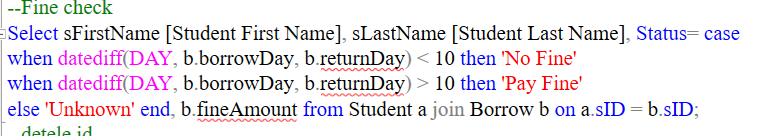 --Fine check
Select sFirstName [Student First Name], sLastName [Student Last Name], Status= case
when datediff(DAY, b.borrowDay, b.returnDay) < 10 then 'No Fine'
when datediff(DAY, b.borrowDay, b.returnDay) > 10 then 'Pay Fine'
else 'Unknown' end, b.fineAmount from Student a join Borrow b on a.sID = b.sID;
detele id